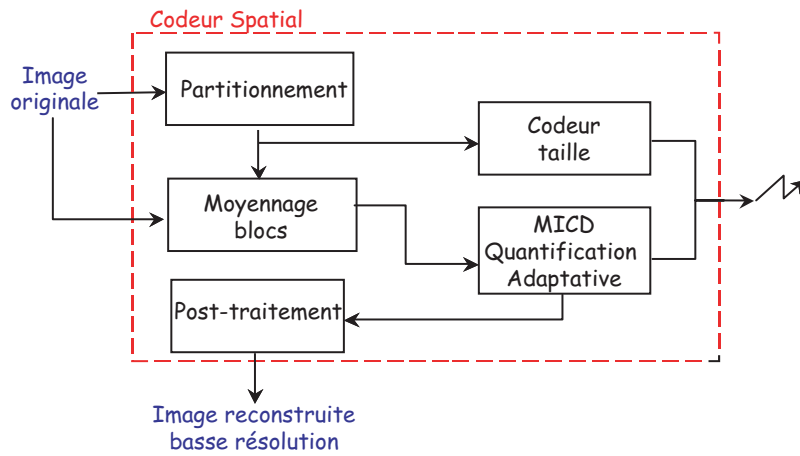 Codeur Spatial
Image
originale
Partitionnement
Codeur
taille
Moyennage
blocs
MICD
Quantification
Adaptative
Post-traitement
Image reconstruite
basse résolution